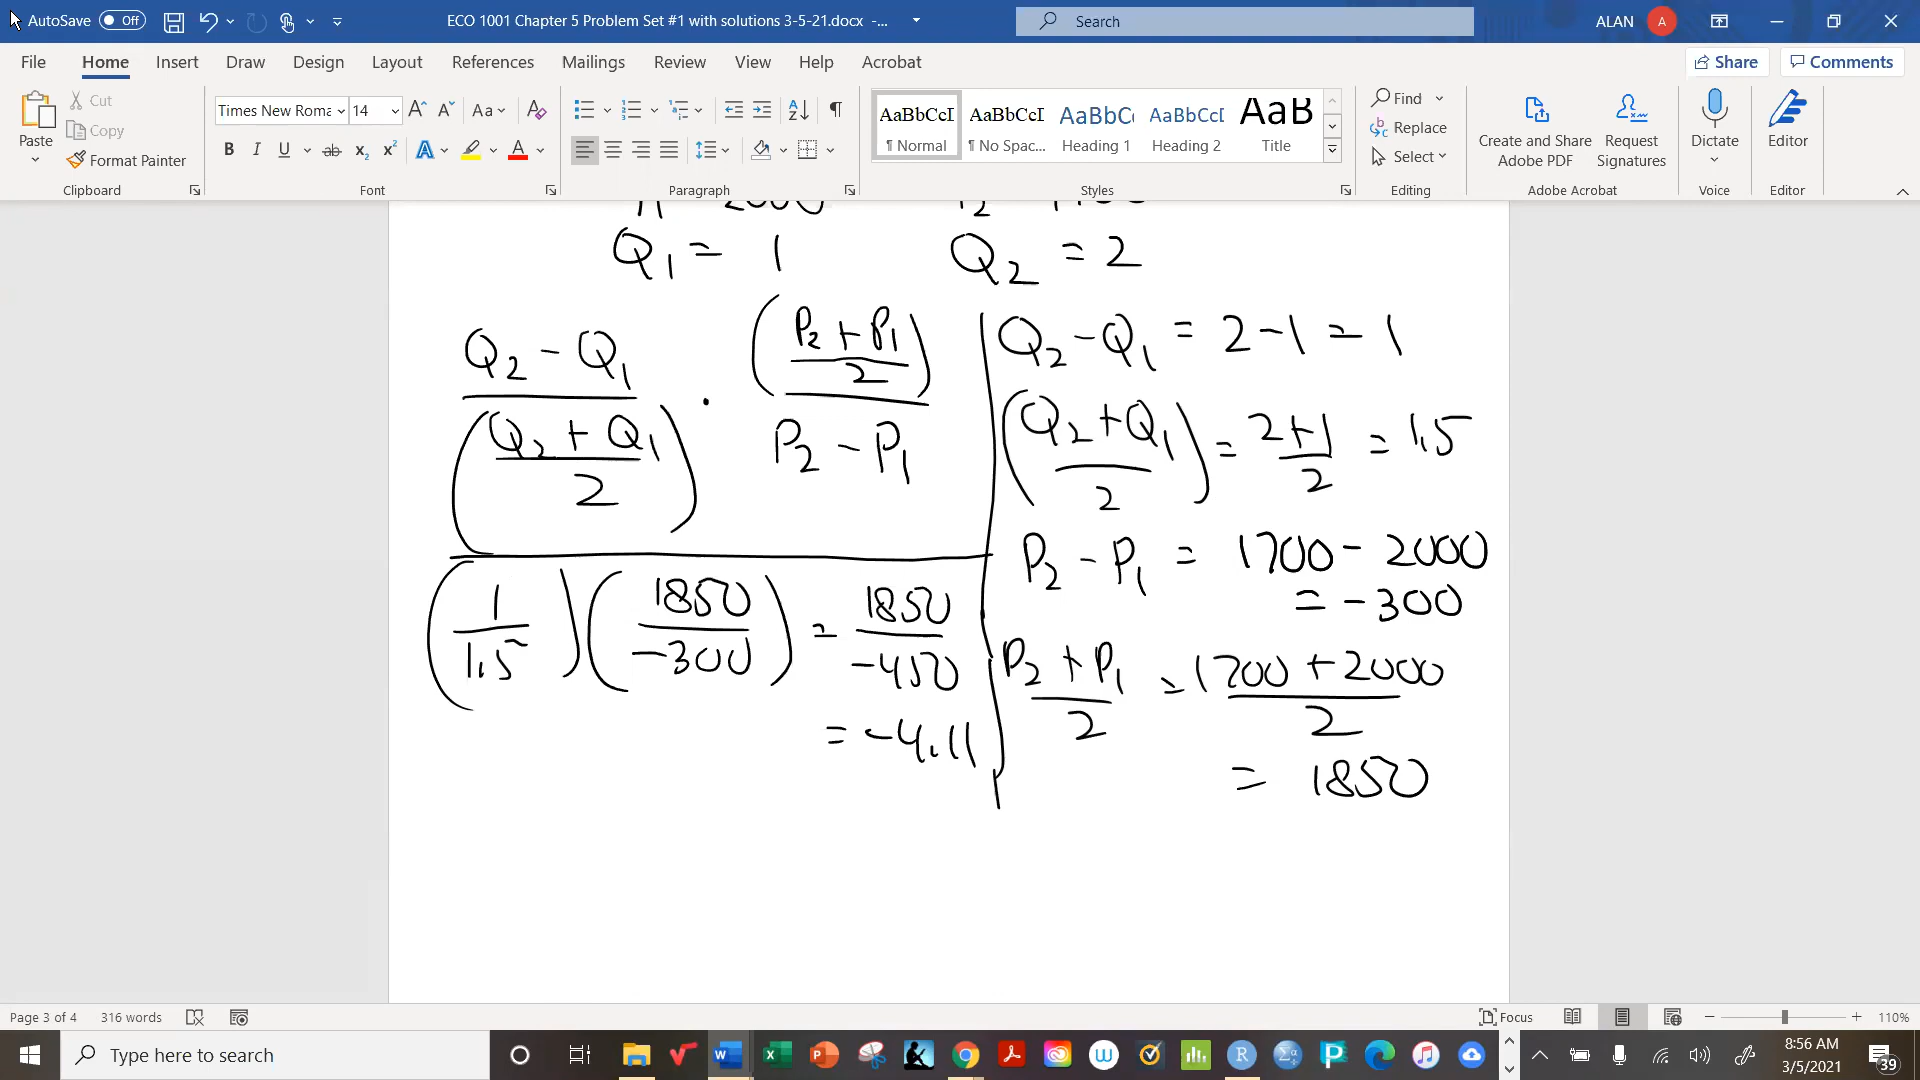 AutoSave Off ECO 1001 Chapter 5 Problem Set #1 with solutions 3-5-21.docx -... Search ALAN A
File Home Insert Draw Design Layout References Mailings Review View Help Acrobat Share Comments
Paste Cut Copy Format Painter
Clipboard
Times New Roma 14 Aa
B I U ab x₂ x² A A
Font
Paragraph
AaBbCcI AaBbCcI AaBbC AaBbCcI AaB
¶ Normal ¶ No Spac... Heading 1 Heading 2 Title
Styles
Find
Replace
Select
Editing
Create and Share Adobe PDF
Request Signatures
Adobe Acrobat
Dictate
Voice
Editor
Editor
Q₁ = 1 Q₂ = 2
Q₂ - Q₁ / ((Q₂ + Q₁)/2) · ((P₂ + P₁)/2) / P₂ - P₁
(1/1.5)(1850/-300) = 1850/-450
= -4.11
Q₂ - Q₁ = 2 - 1 = 1
((Q₂ + Q₁)/2) = (2+1)/2 = 1.5
P₂ - P₁ = 1700 - 2000
= -300
(P₂ + P₁)/2 = (1700 + 2000)/2
= 1850
Page 3 of 4 316 words Focus 110%
Type here to search
8:56 AM
3/5/2021
39